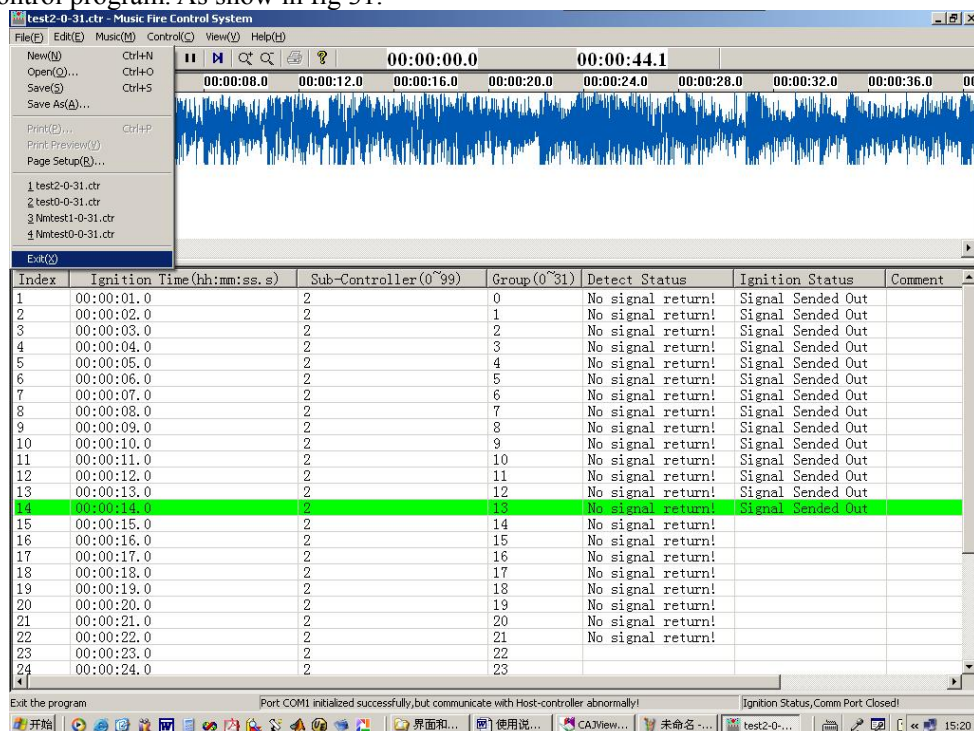 control program. As show in fig 31.
test2-0-31.ctr - Music Fire Control System
File(F) Edit(E) Music(M) Control(C) View(V) Help(H)
New(N) Ctrl+N
Open(O)... Ctrl+O
Save(S) Ctrl+S
Save As(A)...
Print(P)... Ctrl+P
Print Preview(V)
Page Setup(R)...
1 test2-0-31.ctr
2 test0-0-31.ctr
3 Nmtest1-0-31.ctr
4 Nmtest0-0-31.ctr
Exit(X)
00:00:00.0 00:00:44.1
00:00:08.0 00:00:12.0 00:00:16.0 00:00:20.0 00:00:24.0 00:00:28.0 00:00:32.0 00:00:36.0
Index Ignition Time(hh:mm:ss.s) Sub-Controller(0~99) Group(0~31) Detect Status Ignition Status Comment
1 00:00:01.0 2 0 No signal return! Signal Sended Out
2 00:00:02.0 2 1 No signal return! Signal Sended Out
3 00:00:03.0 2 2 No signal return! Signal Sended Out
4 00:00:04.0 2 3 No signal return! Signal Sended Out
5 00:00:05.0 2 4 No signal return! Signal Sended Out
6 00:00:06.0 2 5 No signal return! Signal Sended Out
7 00:00:07.0 2 6 No signal return! Signal Sended Out
8 00:00:08.0 2 7 No signal return! Signal Sended Out
9 00:00:09.0 2 8 No signal return! Signal Sended Out
10 00:00:10.0 2 9 No signal return! Signal Sended Out
11 00:00:11.0 2 10 No signal return! Signal Sended Out
12 00:00:12.0 2 11 No signal return! Signal Sended Out
13 00:00:13.0 2 12 No signal return! Signal Sended Out
14 00:00:14.0 2 13 No signal return! Signal Sended Out
15 00:00:15.0 2 14 No signal return!
16 00:00:16.0 2 15 No signal return!
17 00:00:17.0 2 16 No signal return!
18 00:00:18.0 2 17 No signal return!
19 00:00:19.0 2 18 No signal return!
20 00:00:20.0 2 19 No signal return!
21 00:00:21.0 2 20 No signal return!
22 00:00:22.0 2 21 No signal return!
23 00:00:23.0 2 22
24 00:00:24.0 2 23
Exit the program Port COM1 initialized successfully,but communicate with Host-controller abnormally! Ignition Status,Comm Port Closed!
开始 界面和... 使用说... CAJView... 未命名 -... test2-0-... 15:20